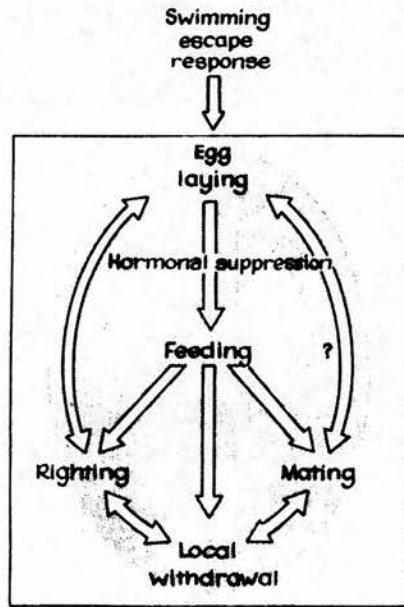 Swimming
escape
response
Egg
laying
Hormonal suppression
Feeding
?
Righting
Mating
Local
withdrawal